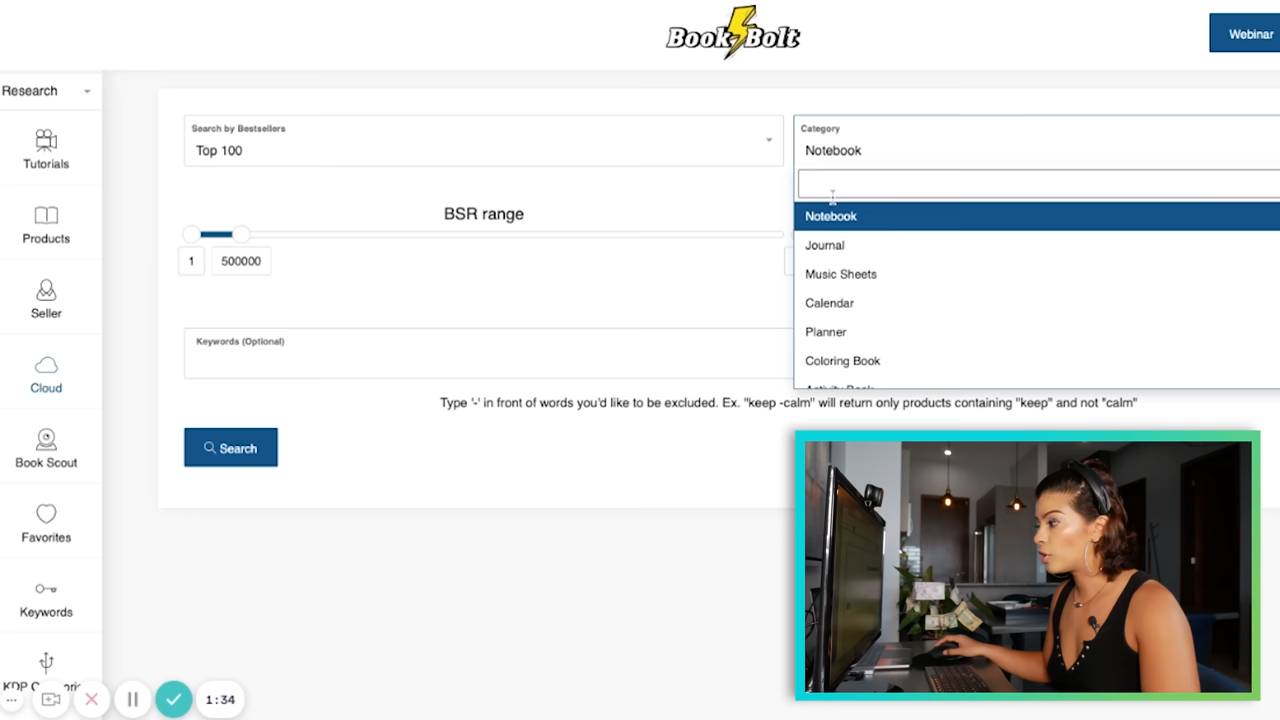 Book Bolt
Webinar
Research
Tutorials
Products
Seller
Cloud
Book Scout
Favorites
Keywords
Search by Bestsellers
Top 100
BSR range
1
500000
Keywords (Optional)
Type '-' in front of words you'd like to be excluded. Ex. "keep -calm" will return only products containing "keep" and not "calm"
Search
Category
Notebook
Notebook
Journal
Music Sheets
Calendar
Planner
Coloring Book
Activity Book
KDP
1:34